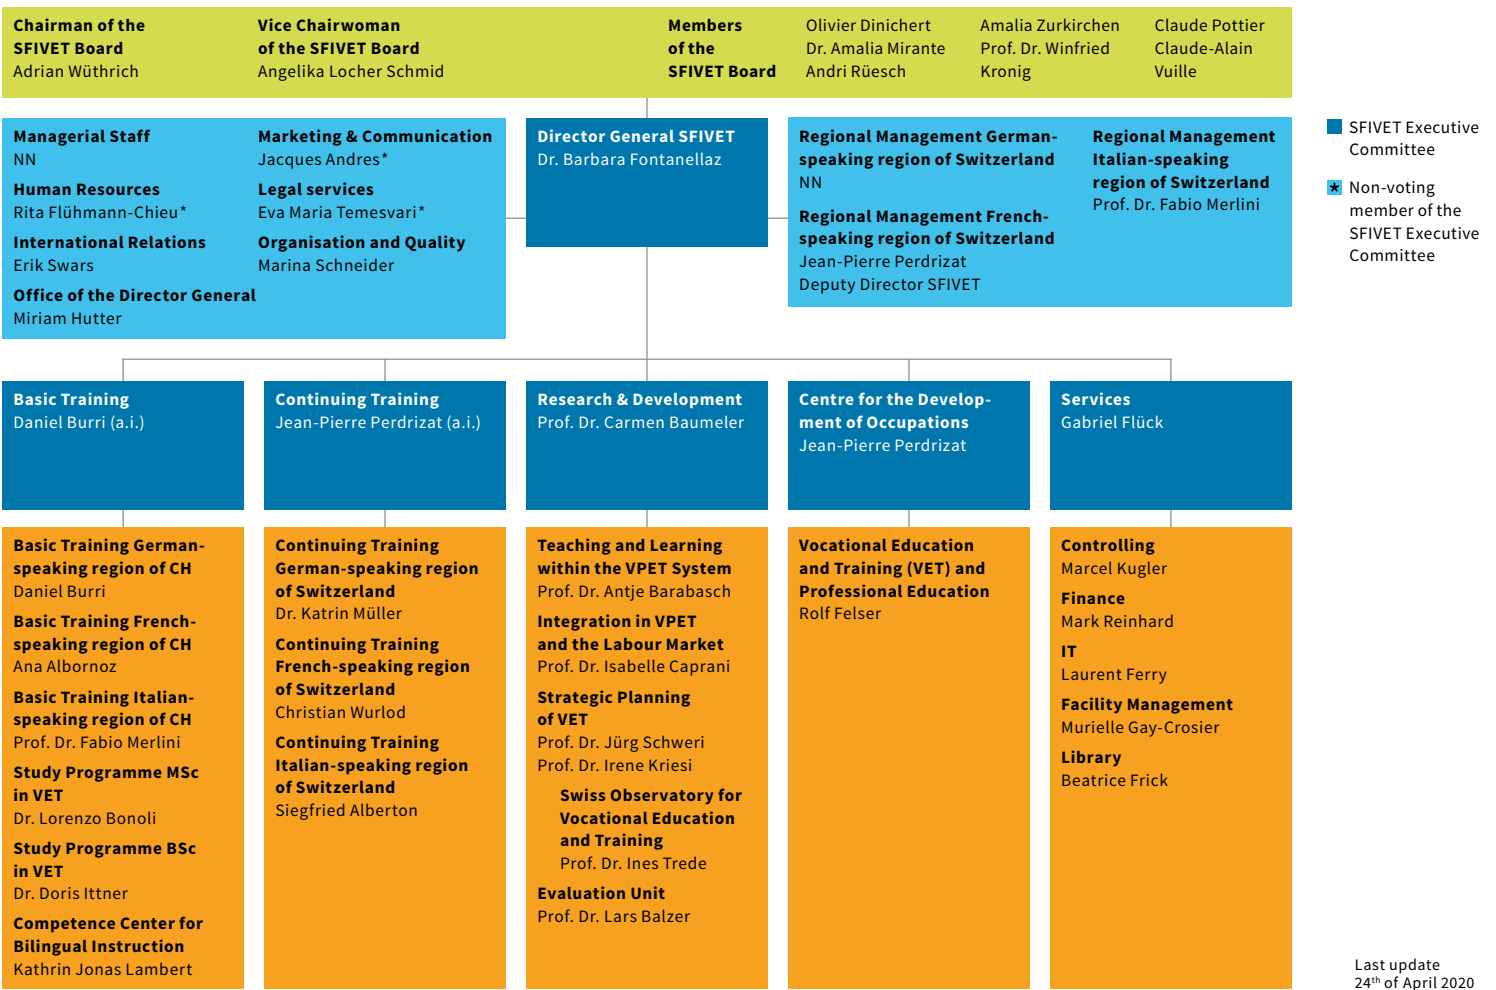 Chairman of the
SFIVET Board
Adrian Wüthrich
Vice Chairwoman
of the SFIVET Board
Angelika Locher Schmid
Members
of the
SFIVET Board
Olivier Dinichert
Dr. Amalia Mirante
Andri Rüesch
Amalia Zurkirchen
Prof. Dr. Winfried
Kronig
Claude Pottier
Claude-Alain
Vuille
Managerial Staff
NN
Human Resources
Rita Flühmann-Chieu*
International Relations
Erik Swars
Office of the Director General
Miriam Hutter
Marketing & Communication
Jacques Andres*
Legal services
Eva Maria Temesvari*
Organisation and Quality
Marina Schneider
Director General SFIVET
Dr. Barbara Fontanellaz
Regional Management German-
speaking region of Switzerland
NN
Regional Management French-
speaking region of Switzerland
Jean-Pierre Perdrizat
Deputy Director SFIVET
Regional Management
Italian-speaking
region of Switzerland
Prof. Dr. Fabio Merlini
SFIVET Executive
Committee
* Non-voting
member of the
SFIVET Executive
Committee
Basic Training
Daniel Burri (a.i.)
Continuing Training
Jean-Pierre Perdrizat (a.i.)
Research & Development
Prof. Dr. Carmen Baumeler
Centre for the Develop-
ment of Occupations
Jean-Pierre Perdrizat
Services
Gabriel Flück
Basic Training German-
speaking region of CH
Daniel Burri
Basic Training French-
speaking region of CH
Ana Albornoz
Basic Training Italian-
speaking region of CH
Prof. Dr. Fabio Merlini
Study Programme MSc
in VET
Dr. Lorenzo Bonoli
Study Programme BSc
in VET
Dr. Doris Ittner
Competence Center for
Bilingual Instruction
Kathrin Jonas Lambert
Continuing Training
German-speaking region
of Switzerland
Dr. Katrin Müller
Continuing Training
French-speaking region
of Switzerland
Christian Wurlod
Continuing Training
Italian-speaking region
of Switzerland
Siegfried Alberton
Teaching and Learning
within the VPET System
Prof. Dr. Antje Barabasch
Integration in VPET
and the Labour Market
Prof. Dr. Isabelle Caprani
Strategic Planning
of VET
Prof. Dr. Jürg Schweri
Prof. Dr. Irene Kriesi
Swiss Observatory for
Vocational Education
and Training
Prof. Dr. Ines Trede
Evaluation Unit
Prof. Dr. Lars Balzer
Vocational Education
and Training (VET) and
Professional Education
Rolf Felser
Controlling
Marcel Kugler
Finance
Mark Reinhard
IT
Laurent Ferry
Facility Management
Murielle Gay-Crosier
Library
Beatrice Frick
Last update
24th of April 2020